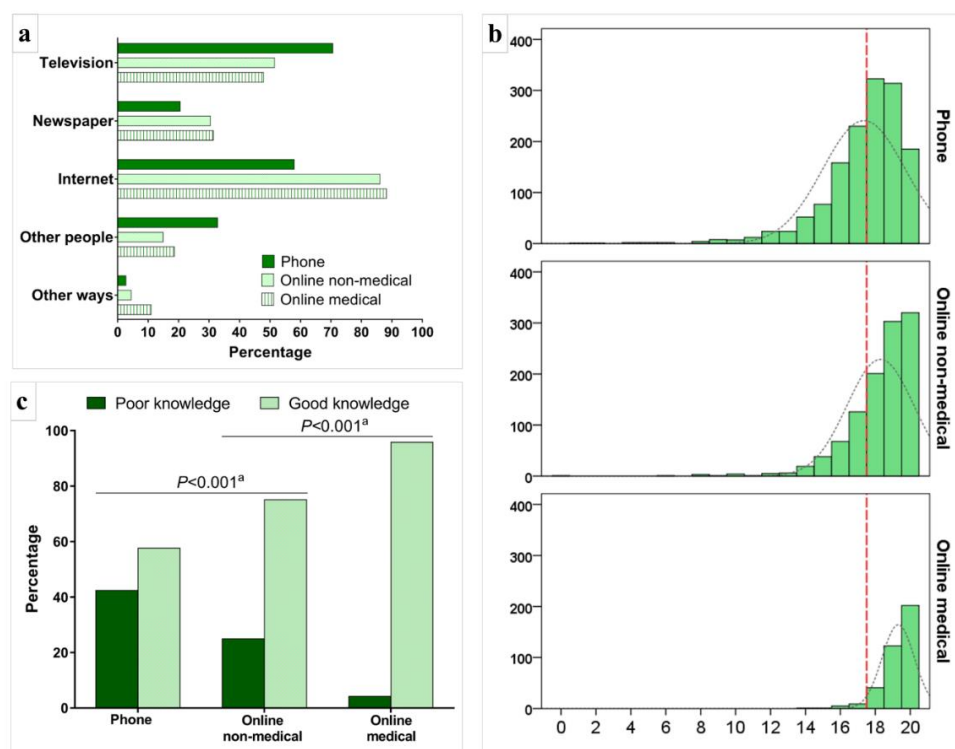 a
Television
Newspaper
Internet
Other people
Other ways
Phone
Online non-medical
Online medical
0 10 20 30 40 50 60 70 80 90 100
Percentage
b
400
300
200
100
0
Phone
400
300
200
100
0
Online non-medical
400
300
200
100
0
Online medical
0 2 4 6 8 10 12 14 16 18 20
c
Poor knowledge Good knowledge
P<0.001a
P<0.001a
100
80
60
40
20
0
Percentage
Phone
Online
non-medical
Online
medical